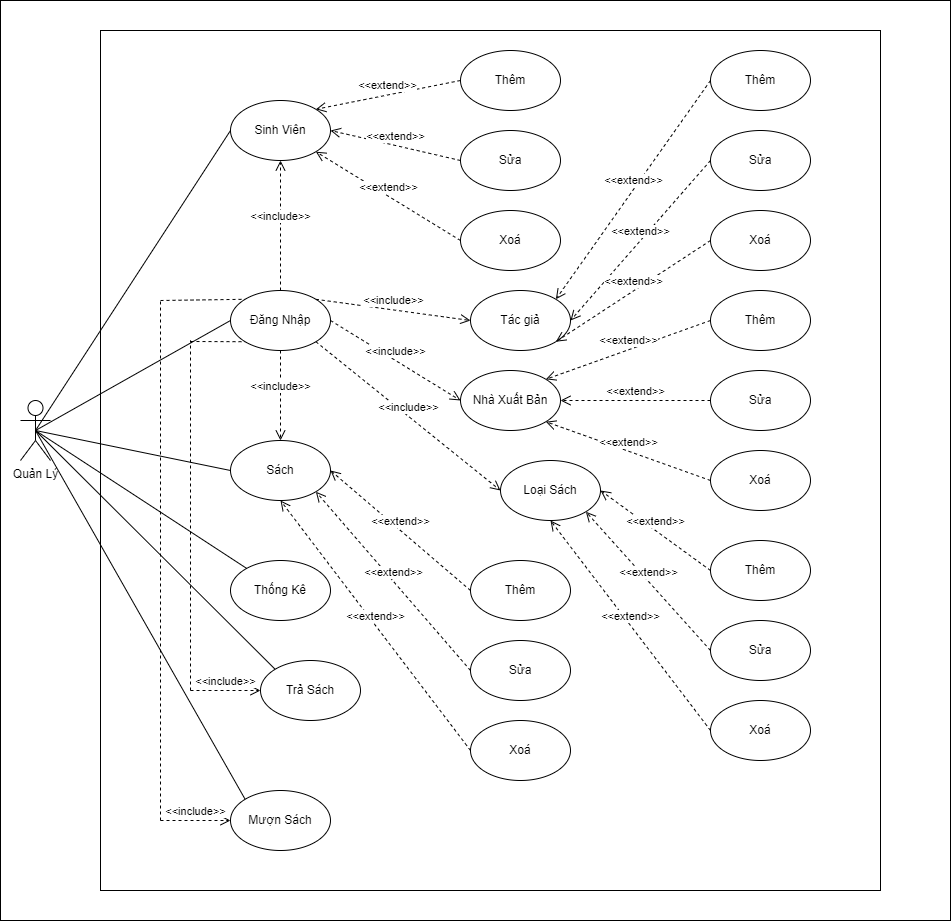 Thêm
Thêm
<<extend>>
Sinh Viên
<<extend>>
Sửa
Sửa
<<extend>>
<<extend>>
<<include>>
<<extend>>
Xoá
Xoá
<<extend>>
<<include>>
Đăng Nhập
Tác giả
Thêm
<<extend>>
<<include>>
<<include>>
<<extend>>
Nhà Xuất Bản
Sửa
<<include>>
<<extend>>
Quản Lý
Sách
Loại Sách
Xoá
<<extend>>
<<extend>>
<<extend>>
<<extend>>
Thống Kê
Thêm
Thêm
<<extend>>
<<extend>>
Sửa
Sửa
<<include>>
Trả Sách
Xoá
Xoá
<<include>>
Mượn Sách